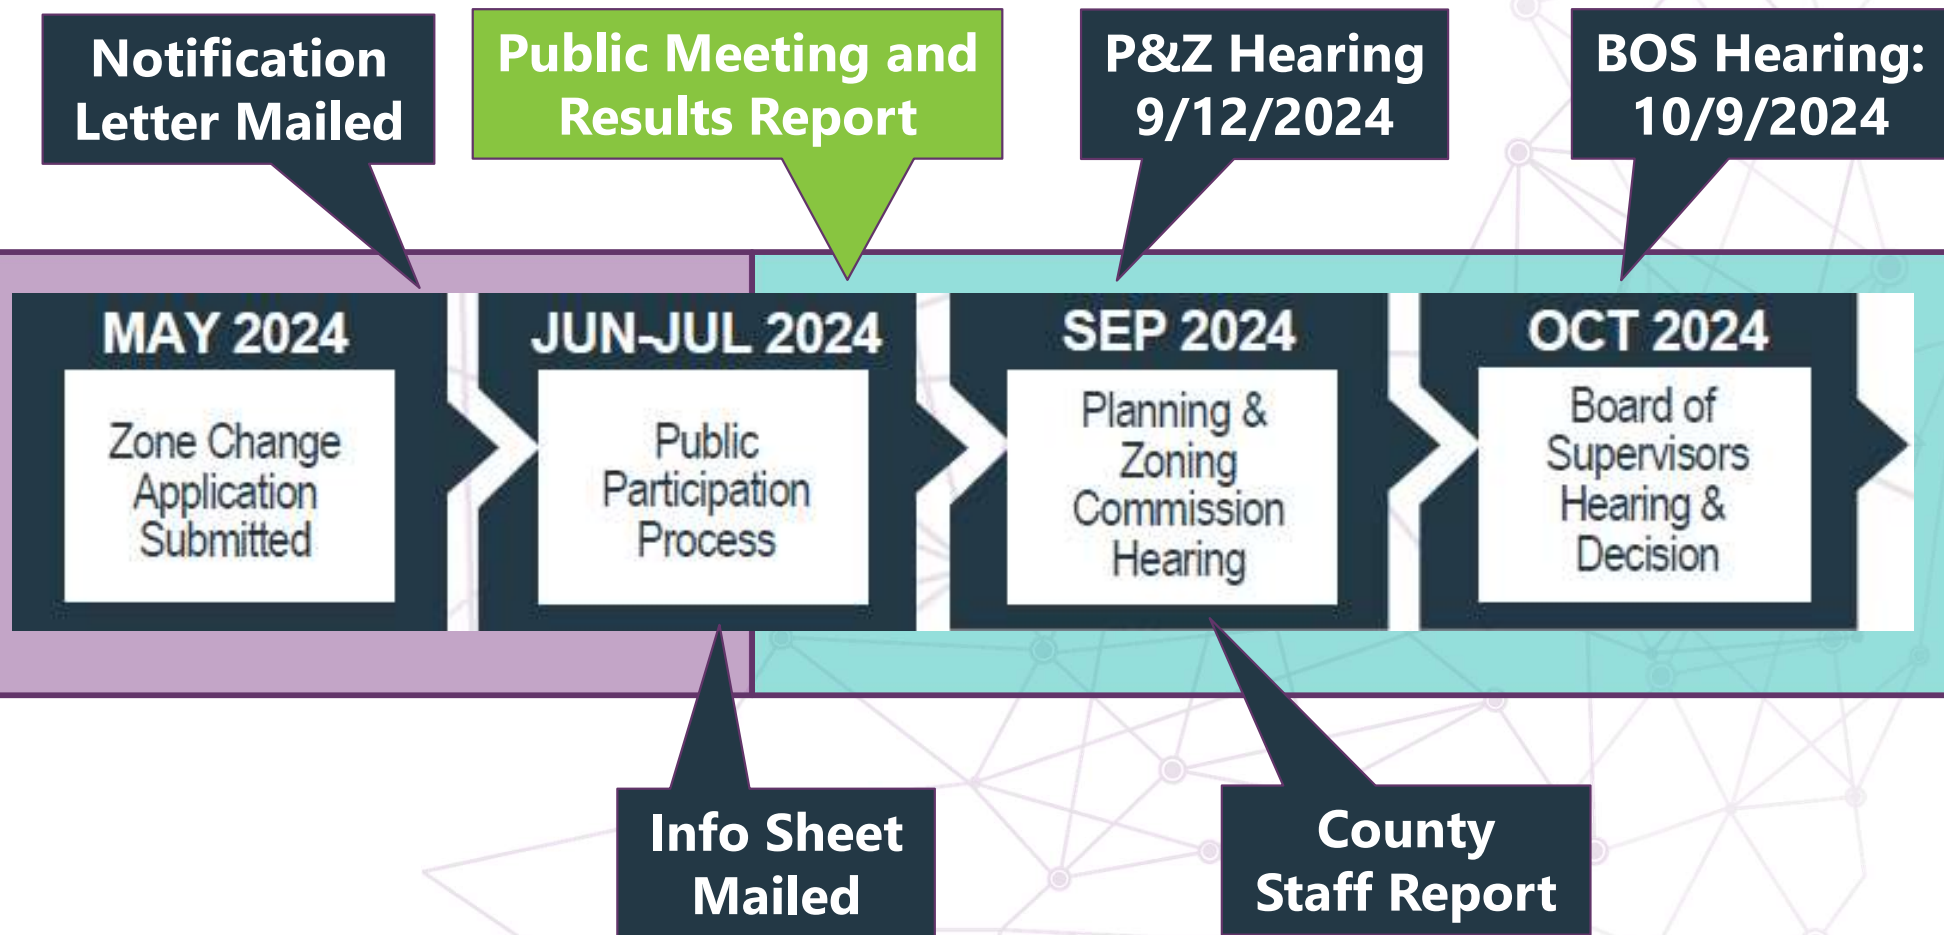 Notification
Letter Mailed
Public Meeting and
Results Report
P&Z Hearing
9/12/2024
BOS Hearing:
10/9/2024
MAY 2024
Zone Change
Application
Submitted
JUN-JUL 2024
Public
Participation
Process
SEP 2024
Planning &
Zoning
Commission
Hearing
OCT 2024
Board of
Supervisors
Hearing &
Decision
Info Sheet
Mailed
County
Staff Report